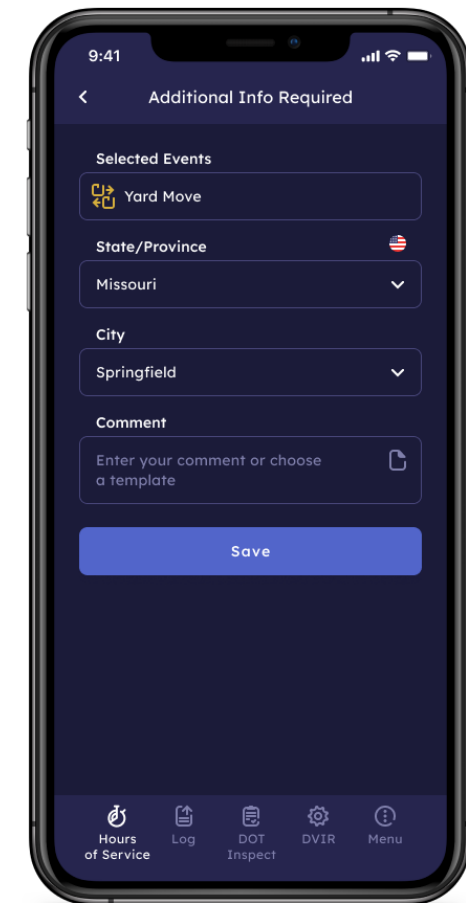 9:41
Additional Info Required
Selected Events
Yard Move
State/Province
Missouri
City
Springfield
Comment
Enter your comment or choose
a template
Save
Hours
of Service
Log
DOT
Inspect
DVIR
Menu